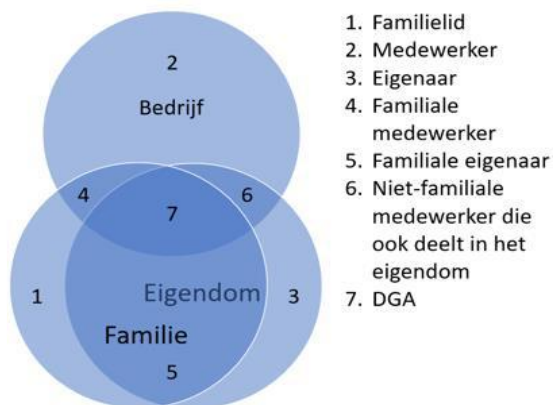 2
Bedrijf
4
6
7
1
Eigendom
3
Familie
5
1. Familielid
2. Medewerker
3. Eigenaar
4. Familiale
medewerker
5. Familiale eigenaar
6. Niet-familiale
medewerker die
ook deelt in het
eigendom
7. DGA